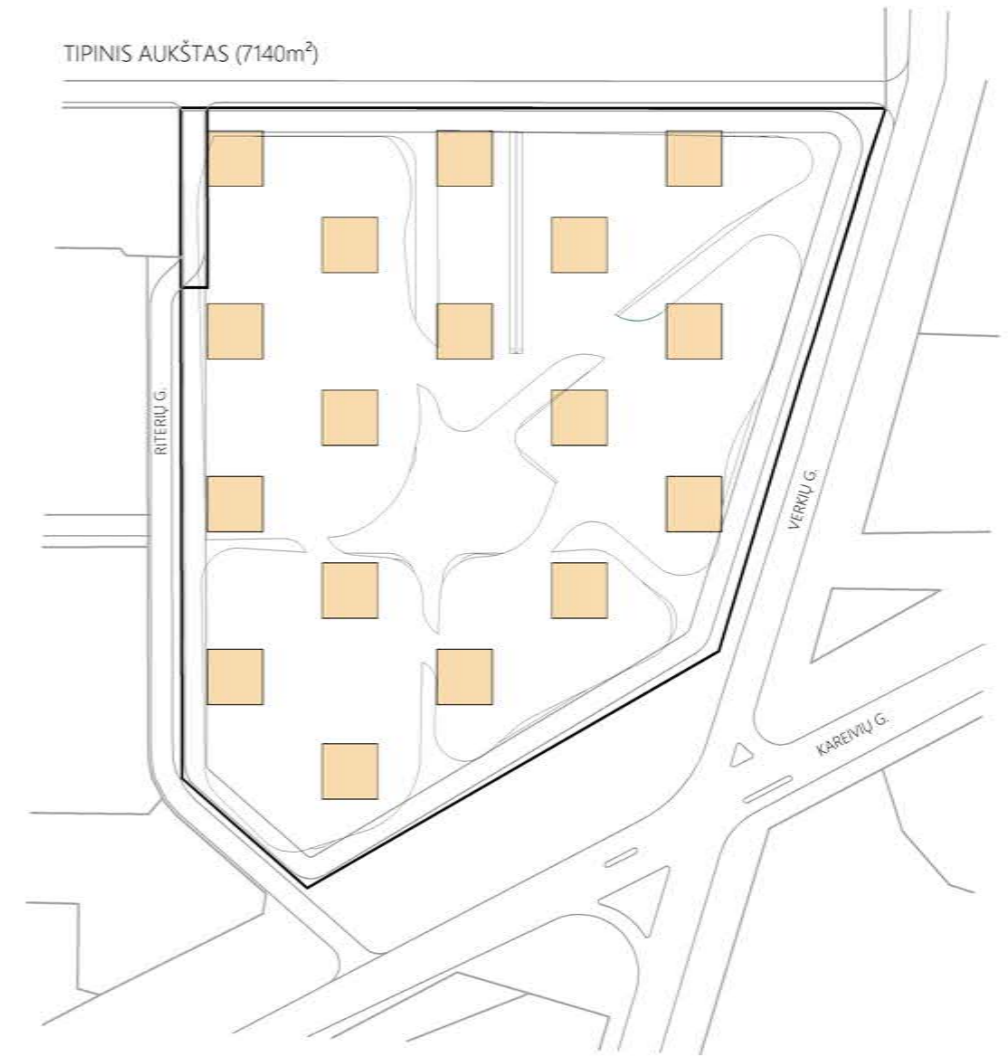 TIPINIS AUKŠTAS (7140m²)
RITERIŲ G.
VERKIŲ G.
KAREIVIŲ G.